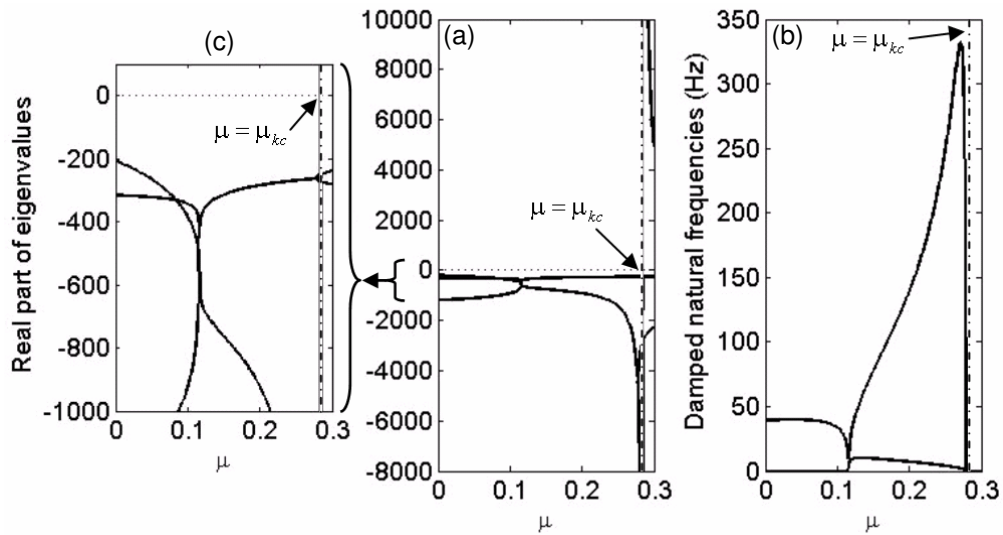 (c)
Real part of eigenvalues
0
-200
-400
-600
-800
-1000
μ = μkc
0 0.1 0.2 0.3
μ
(a)
10000
8000
6000
4000
2000
0
-2000
-4000
-6000
-8000
μ = μkc
0 0.1 0.2 0.3
μ
(b)
Damped natural frequencies (Hz)
350
300
250
200
150
100
50
0
μ = μkc
0 0.1 0.2 0.3
μ